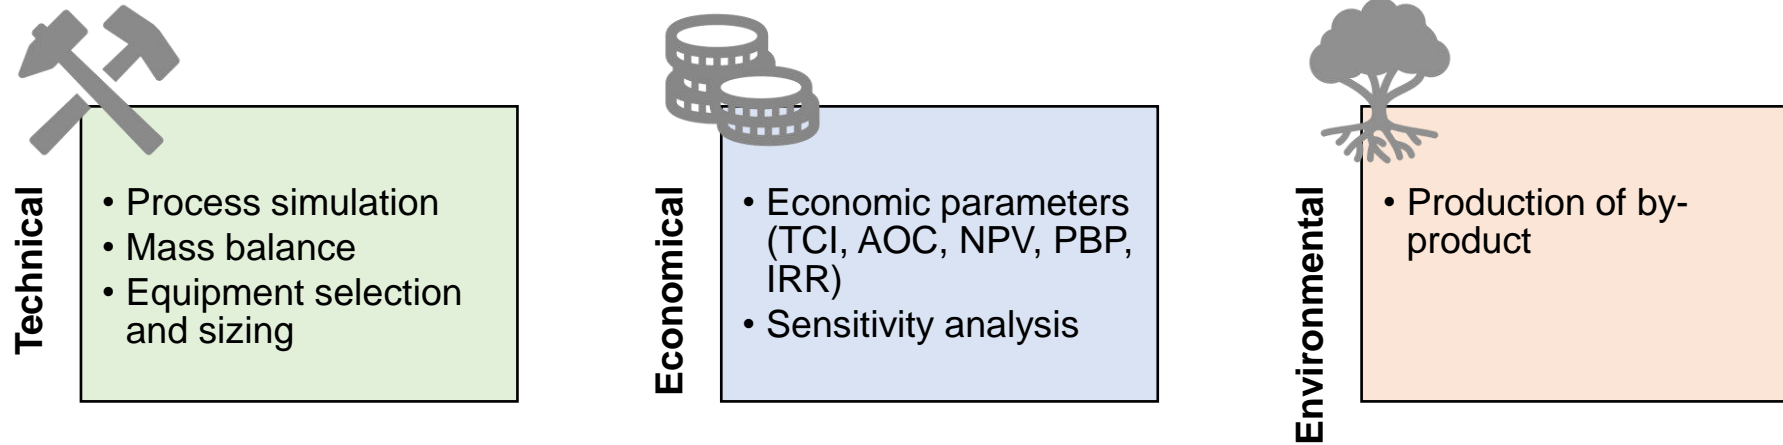 Technical
• Process simulation
• Mass balance
• Equipment selection
and sizing
Economical
• Economic parameters
(TCI, AOC, NPV, PBP,
IRR)
• Sensitivity analysis
Environmental
• Production of by-
product